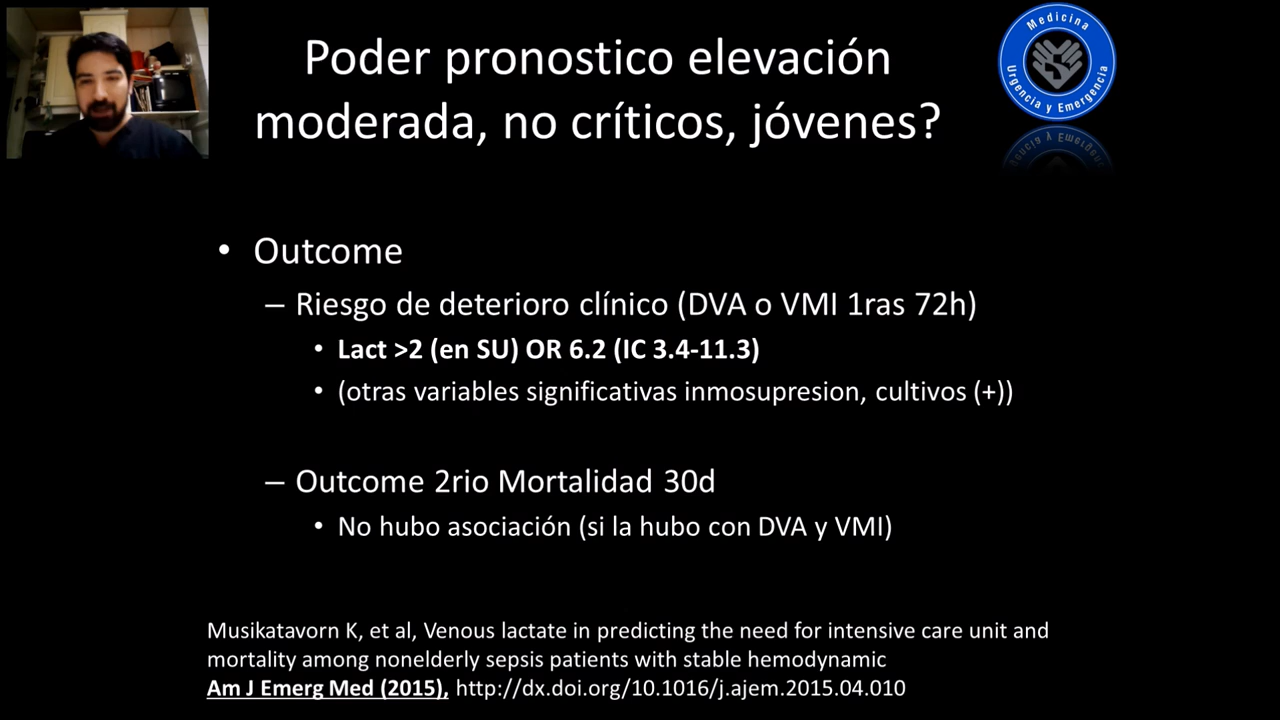 Poder pronostico elevación
moderada, no críticos, jóvenes?
Medicina
Urgencia y Emergencia
• Outcome
– Riesgo de deterioro clínico (DVA o VMI 1ras 72h)
• Lact >2 (en SU) OR 6.2 (IC 3.4-11.3)
• (otras variables significativas inmosupresion, cultivos (+))
– Outcome 2rio Mortalidad 30d
• No hubo asociación (si la hubo con DVA y VMI)
Musikatavorn K, et al, Venous lactate in predicting the need for intensive care unit and
mortality among nonelderly sepsis patients with stable hemodynamic
Am J Emerg Med (2015), http://dx.doi.org/10.1016/j.ajem.2015.04.010